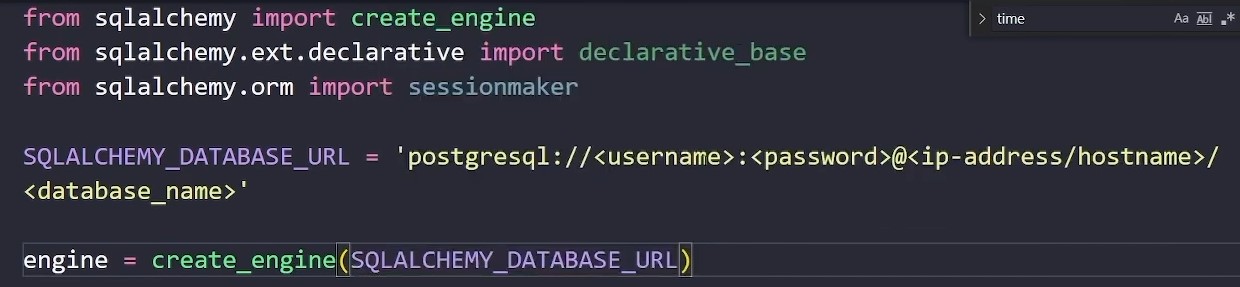 from sqlalchemy import create_engine
time
Aa
Abl
.*
from sqlalchemy.ext.declarative import declarative_base
from sqlalchemy.orm import sessionmaker
SQLALCHEMY_DATABASE_URL = 'postgresql://<username>:<password>@<ip-address/hostname>/
<database_name>'
engine = create_engine(SQLALCHEMY_DATABASE_URL)